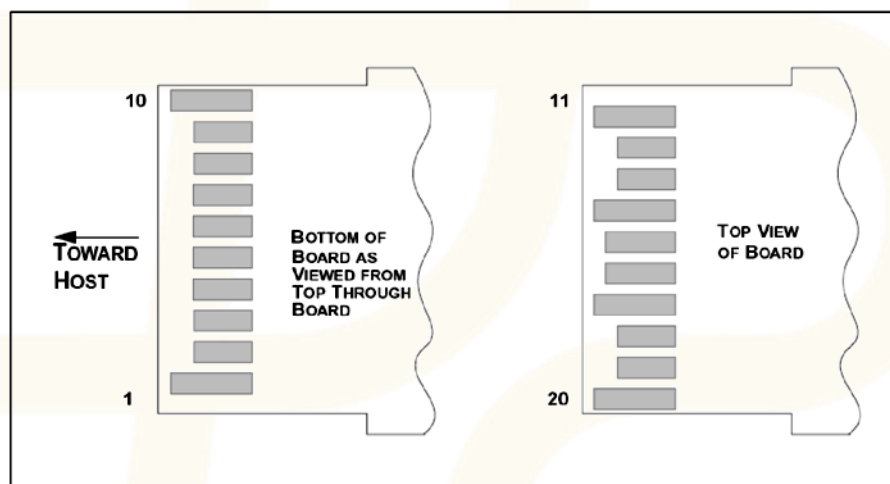 10
1
TOWARD
HOST
BOTTOM OF
BOARD AS
VIEWED FROM
TOP THROUGH
BOARD
11
20
TOP VIEW
OF BOARD